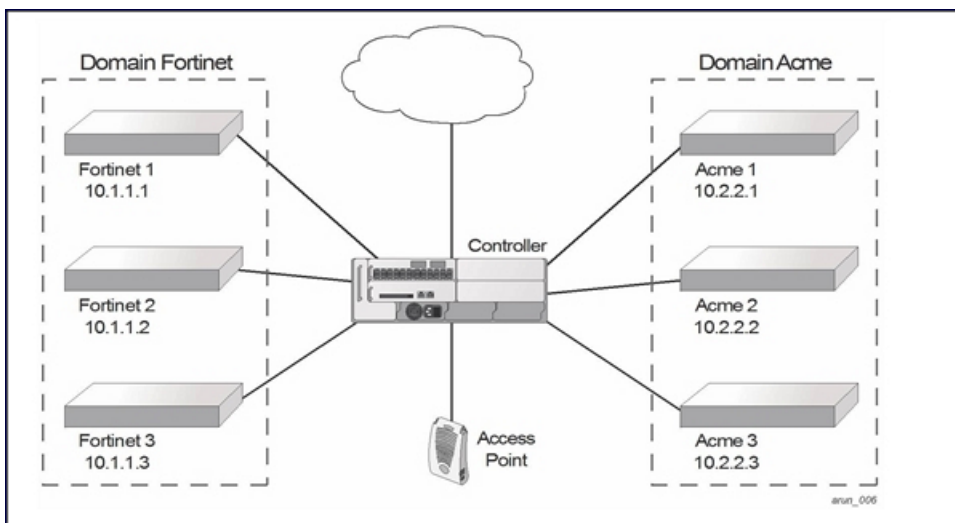 Domain Fortinet
Domain Acme
Fortinet 1
10.1.1.1
Acme 1
10.2.2.1
Controller
Fortinet 2
10.1.1.2
Acme 2
10.2.2.2
Fortinet 3
10.1.1.3
Access
Point
Acme 3
10.2.2.3
arun_006